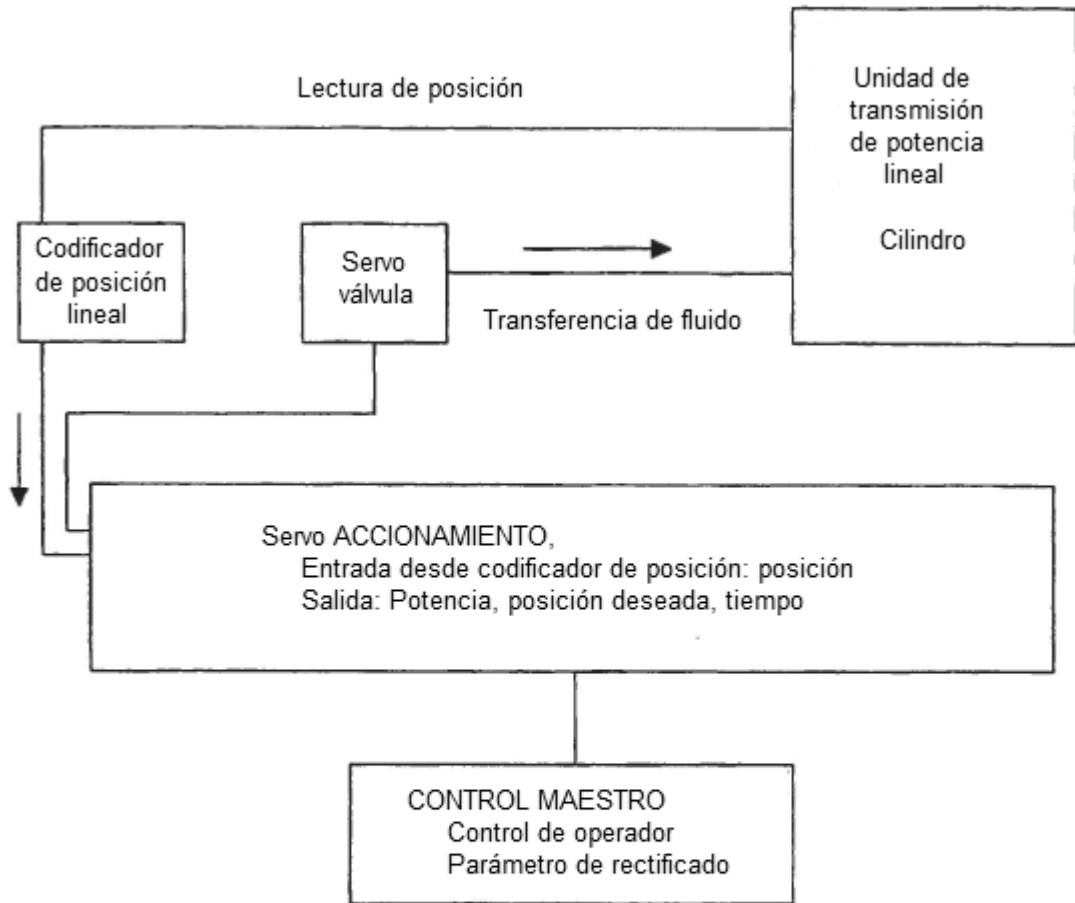 Lectura de posición
Unidad de
transmisión
de potencia
lineal
Cilindro
Codificador
de posición
lineal
Servo
válvula
Transferencia de fluido
Servo ACCIONAMIENTO,
Entrada desde codificador de posición: posición
Salida: Potencia, posición deseada, tiempo
CONTROL MAESTRO
Control de operador
Parámetro de rectificado